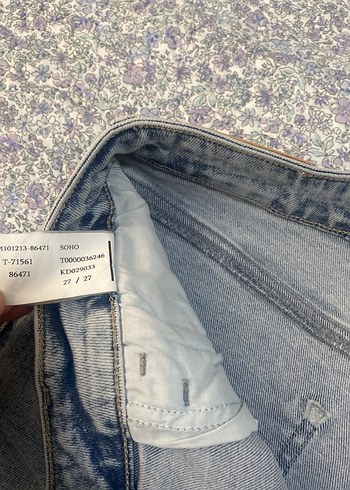 M101213-86471 SOHO
T-71561 T0000036246
86471 KD029033
27 / 27